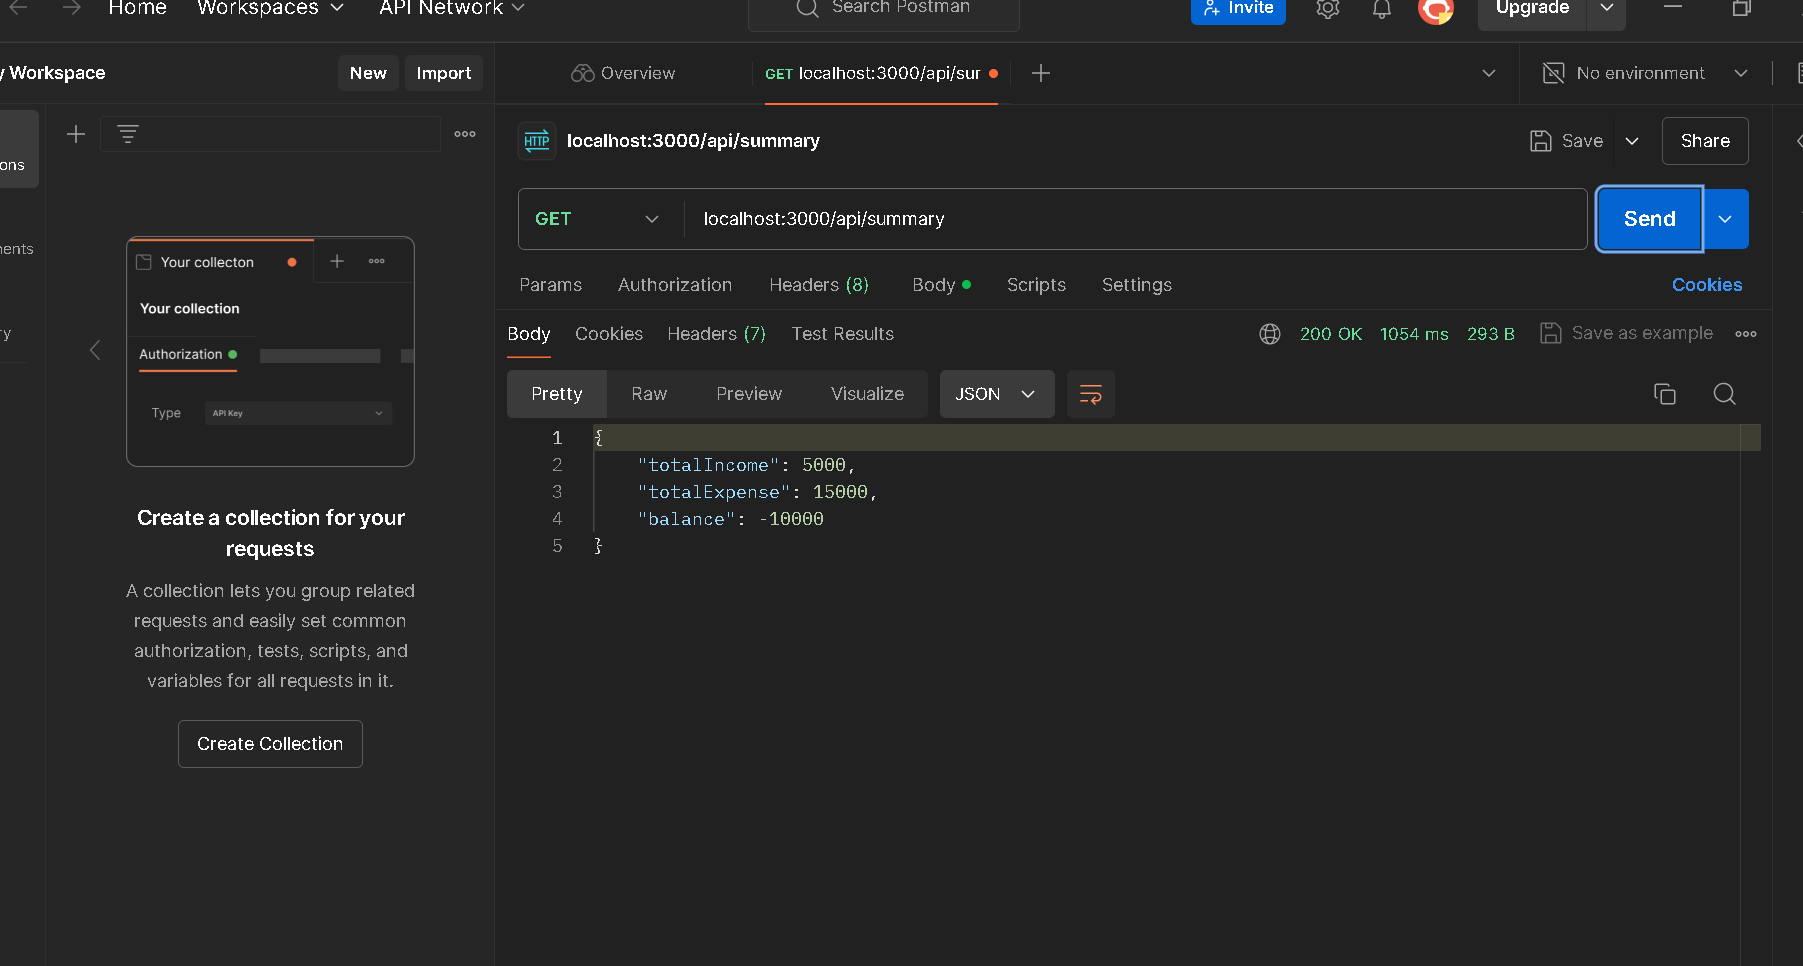 Home Workspaces API Network Search Postman Invite Upgrade
y Workspace New Import
Overview GET localhost:3000/api/sur No environment
HTTP localhost:3000/api/summary Save Share
ons
GET localhost:3000/api/summary Send
ents
Your collecton
Params Authorization Headers (8) Body Scripts Settings Cookies
Your collection
ry
Body Cookies Headers (7) Test Results 200 OK 1054 ms 293 B Save as example
Authorization
Pretty Raw Preview Visualize JSON
Type API Key
1 {
2 "totalIncome": 5000,
3 "totalExpense": 15000,
4 "balance": -10000
5 }
Create a collection for your
requests
A collection lets you group related
requests and easily set common
authorization, tests, scripts, and
variables for all requests in it.
Create Collection